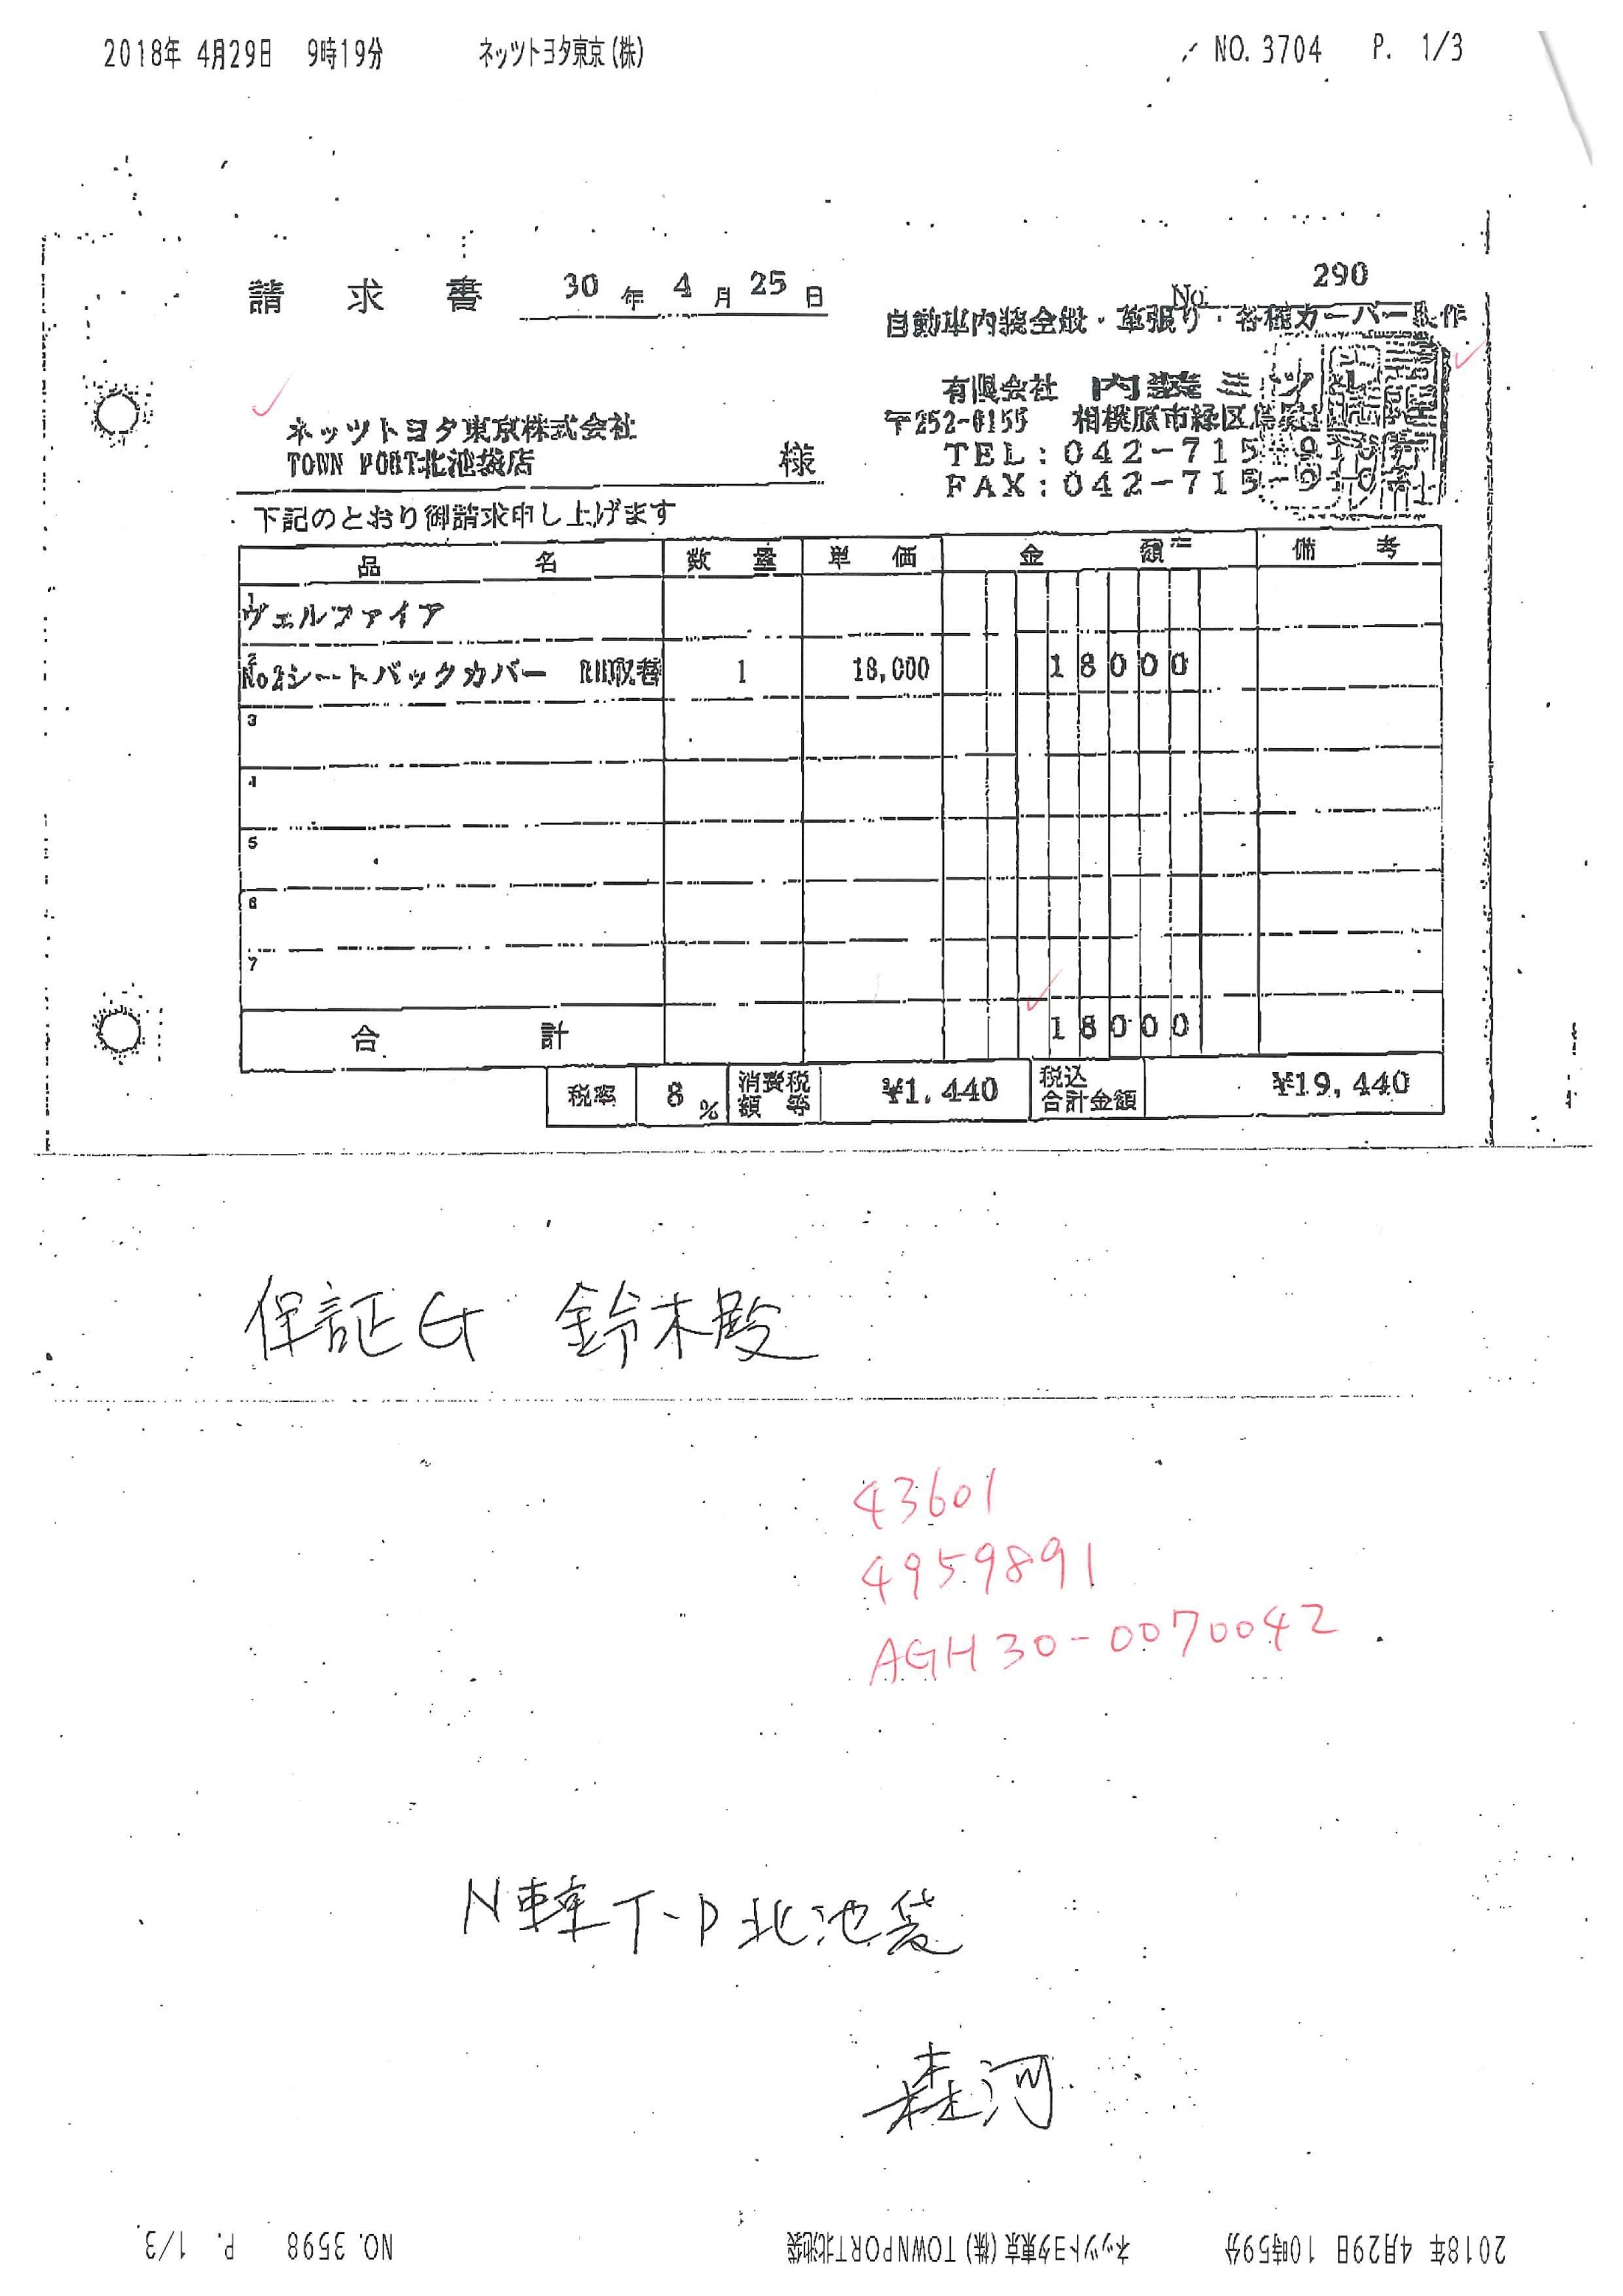 2018年 4月29日 9時19分 ネッツトヨタ東京(株) NO. 3704 P. 1/3
請求書 30年4月25日
No. 290
自動車内装全般・革張り・各種カーバー製作
有限会社 内装ミツ
〒252-0155 相模原市緑区
ネッツトヨタ東京株式会社
TOWN PORT北池袋店 様
TEL:042-715-
FAX:042-715-
下記のとおり御請求申し上げます
品名 数量 単価 金額 備考
1 ヴェルファイア
2 No2シートバックカバー RH取替 1 18,000 18000
3
4
5
6
7
合計 18000
税率 8% 消費税額等 ¥1,440 税込合計金額 ¥19,440
保証G 鈴木殿
43601
4959891
AGH30-0070042
T-P北池袋
森河
2018年 4月29日 10時59分 ネッツトヨタ東京(株) TOWNPORT北池袋 NO. 3598 P. 1/3